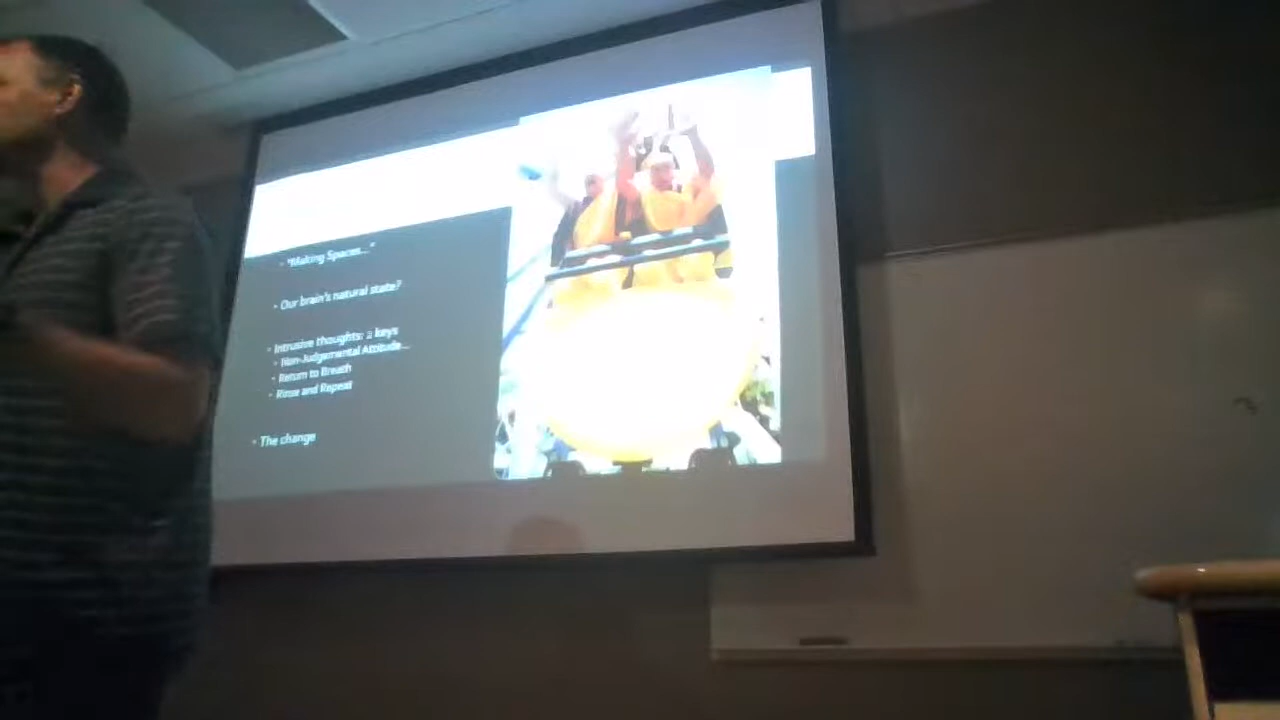 - "Making Spaces..."
- Our brain's natural state?
- Intrusive thoughts: 2 keys
- Non-Judgemental Attitude...
- Return to Breath
- Rinse and Repeat
- The change